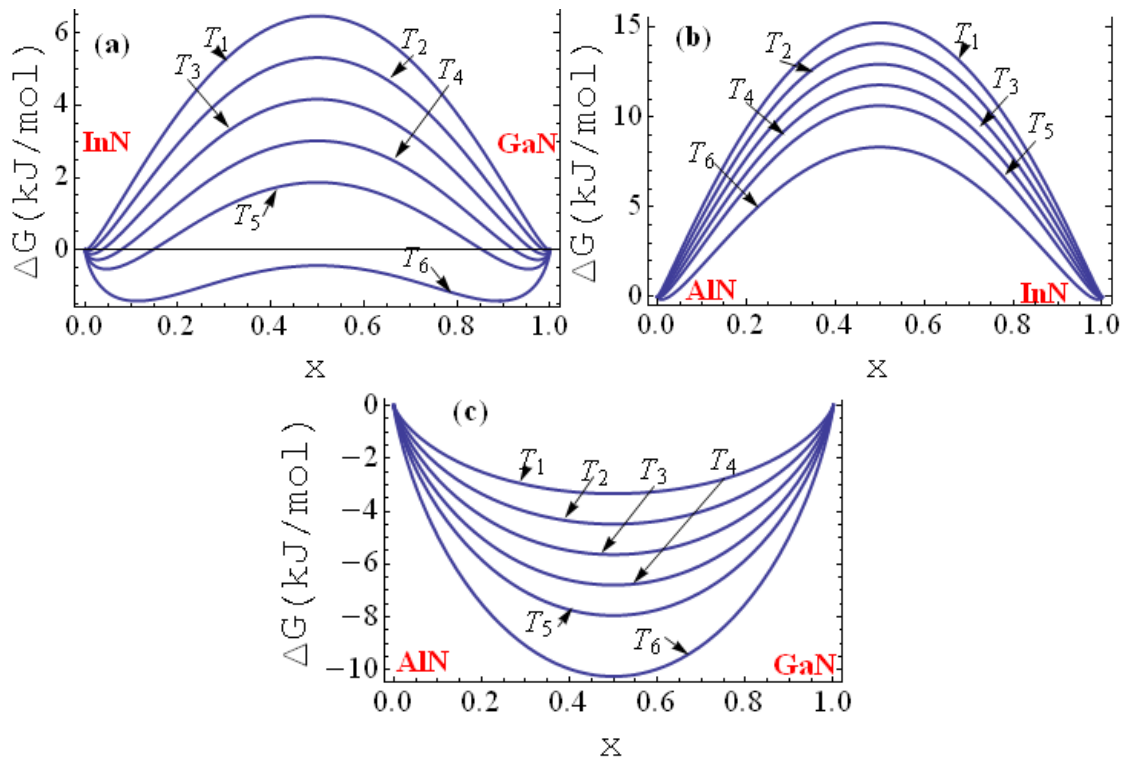 (a)
T1
T2
T3
T4
T5
T6
InN
GaN
ΔG(kJ/mol)
6
4
2
0
0.0 0.2 0.4 0.6 0.8 1.0
x
(b)
T2
T1
T4
T3
T6
T5
AlN
InN
ΔG(kJ/mol)
15
10
5
0
0.0 0.2 0.4 0.6 0.8 1.0
x
(c)
T1
T2
T3
T4
T5
T6
AlN
GaN
ΔG(kJ/mol)
0
−2
−4
−6
−8
−10
0.0 0.2 0.4 0.6 0.8 1.0
x